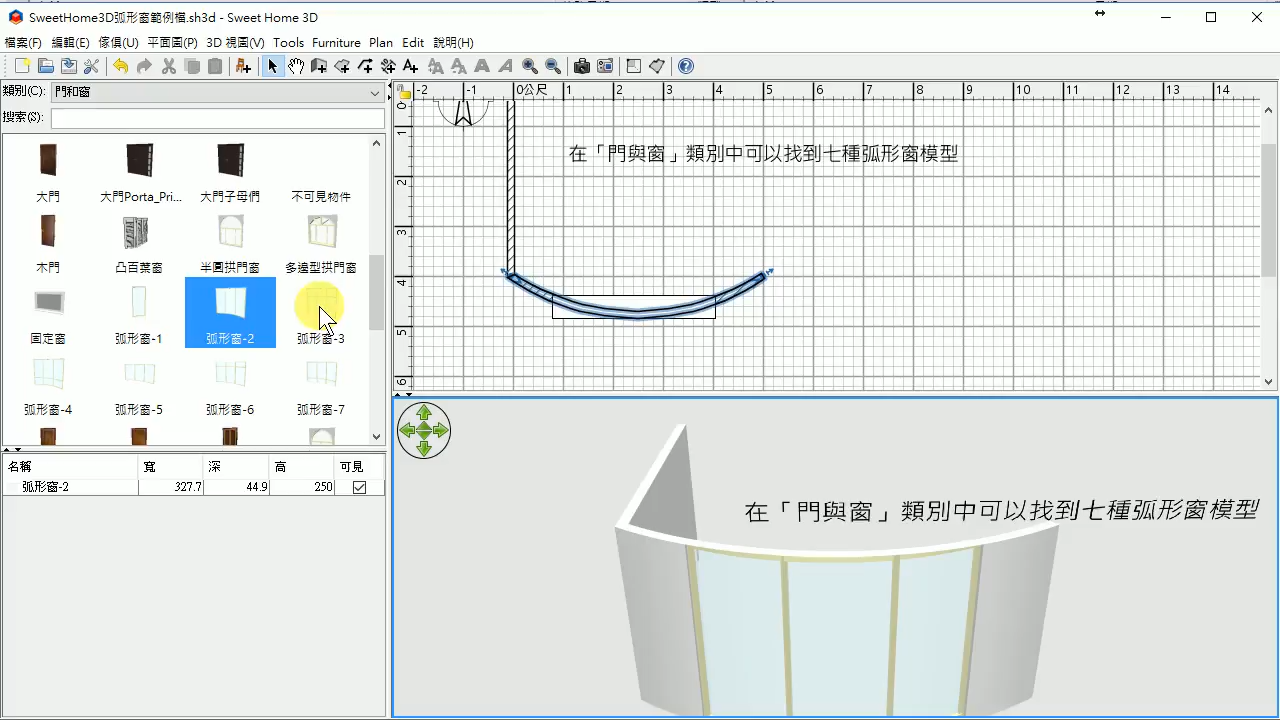 SweetHome3D弧形窗範例檔.sh3d - Sweet Home 3D
檔案(F) 編輯(E) 傢俱(U) 平面圖(P) 3D 視圖(V) Tools Furniture Plan Edit 說明(H)
類別(C): 門和窗
搜索(S):
大門 大門Porta_Pri... 大門子母們 不可見物件
木門 凸百葉窗 半圓拱門窗 多邊型拱門窗
固定窗 弧形窗-1 弧形窗-2 弧形窗-3
弧形窗-4 弧形窗-5 弧形窗-6 弧形窗-7
名稱 寬 深 高 可見
弧形窗-2 327.7 44.9 250
-2 -1 0公尺 1 2 3 4 5 6 7 8 9 10 11 12 13 14
0
1
2
3
4
5
6
在「門與窗」類別中可以找到七種弧形窗模型
在「門與窗」類別中可以找到七種弧形窗模型